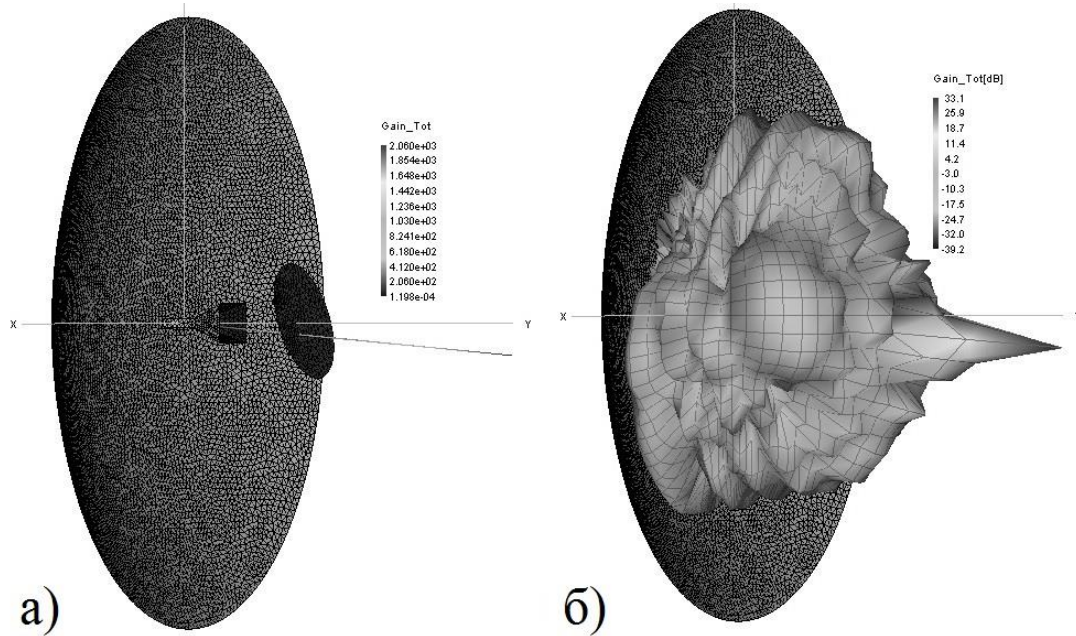 Gain_Tot
2.060e+03
1.854e+03
1.648e+03
1.442e+03
1.236e+03
1.030e+03
8.241e+02
6.180e+02
4.120e+02
2.060e+02
1.198e-04
X
Y
а)
Gain_Tot[dB]
33.1
25.9
18.7
11.4
4.2
-3.0
-10.3
-17.5
-24.7
-32.0
-39.2
X
б)